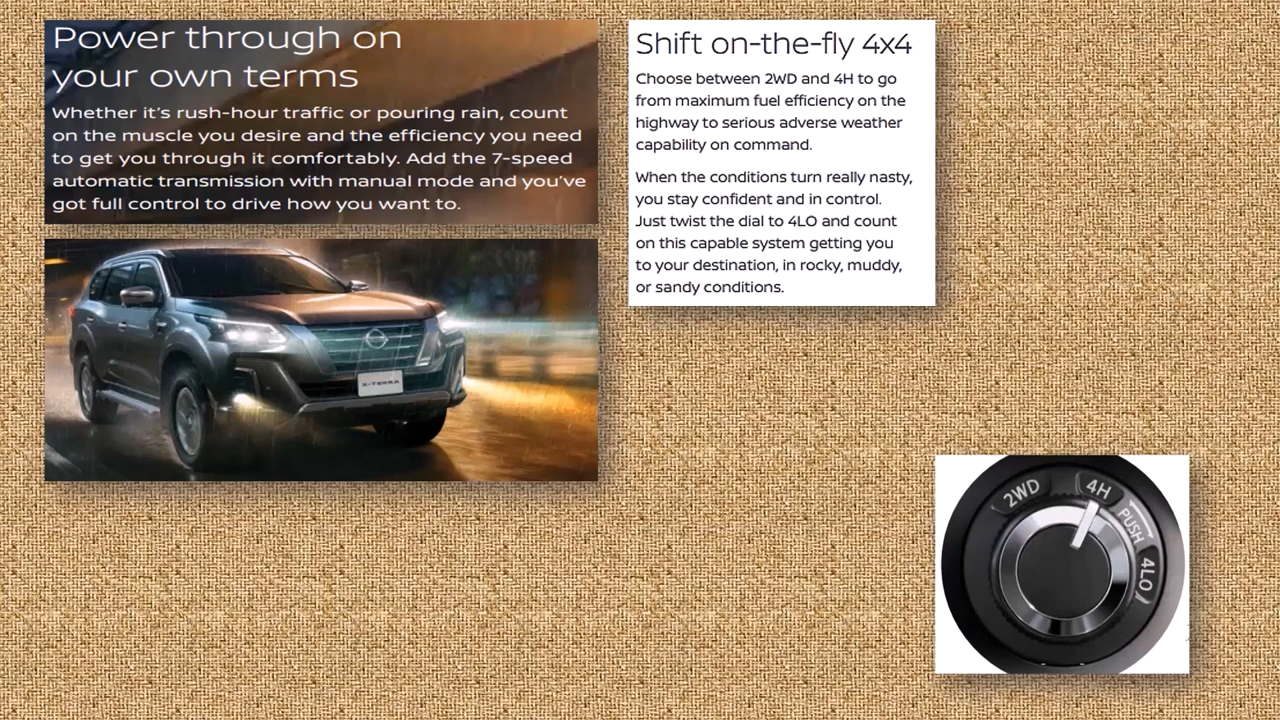 Power through on
your own terms
Whether it's rush-hour traffic or pouring rain, count
on the muscle you desire and the efficiency you need
to get you through it comfortably. Add the 7-speed
automatic transmission with manual mode and you've
got full control to drive how you want to.
X-TERRA
Shift on-the-fly 4x4
Choose between 2WD and 4H to go
from maximum fuel efficiency on the
highway to serious adverse weather
capability on command.
When the conditions turn really nasty,
you stay confident and in control.
Just twist the dial to 4LO and count
on this capable system getting you
to your destination, in rocky, muddy,
or sandy conditions.
2WD
4H
PUSH
4LO